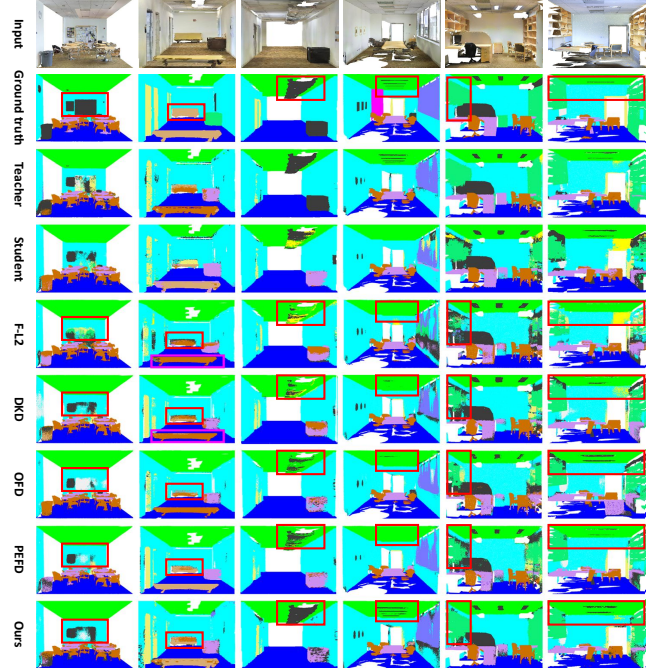 Input
Ground truth
Teacher
Student
F-L2
DKD
OFD
PEFD
Ours